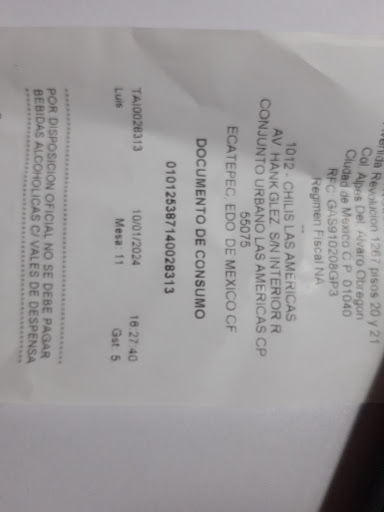 Revolucion 1267 pisos 20 y 21
Col Alpes Del Alvaro Obregon
Ciudad de Mexico C.P. 01040
RFC GAS910208GP3
Regimen Fiscal NA
--
1012 - CHILIS LAS AMERICAS
AV HANK GLEZ S/N INTERIOR R
CONJUNTO URBANO LAS AMERICAS CP
55075
ECATEPEC EDO DE MEXICO CF
DOCUMENTO DE CONSUMO
010125387140028313
TAI0028313 10/01/2024 16:27:40
Luis Mesa: 11 Gst 5
POR DISPOSICION OFICIAL NO SE DEBE PAGAR
BEBIDAS ALCOHOLICAS C/ VALES DE DESPENSA